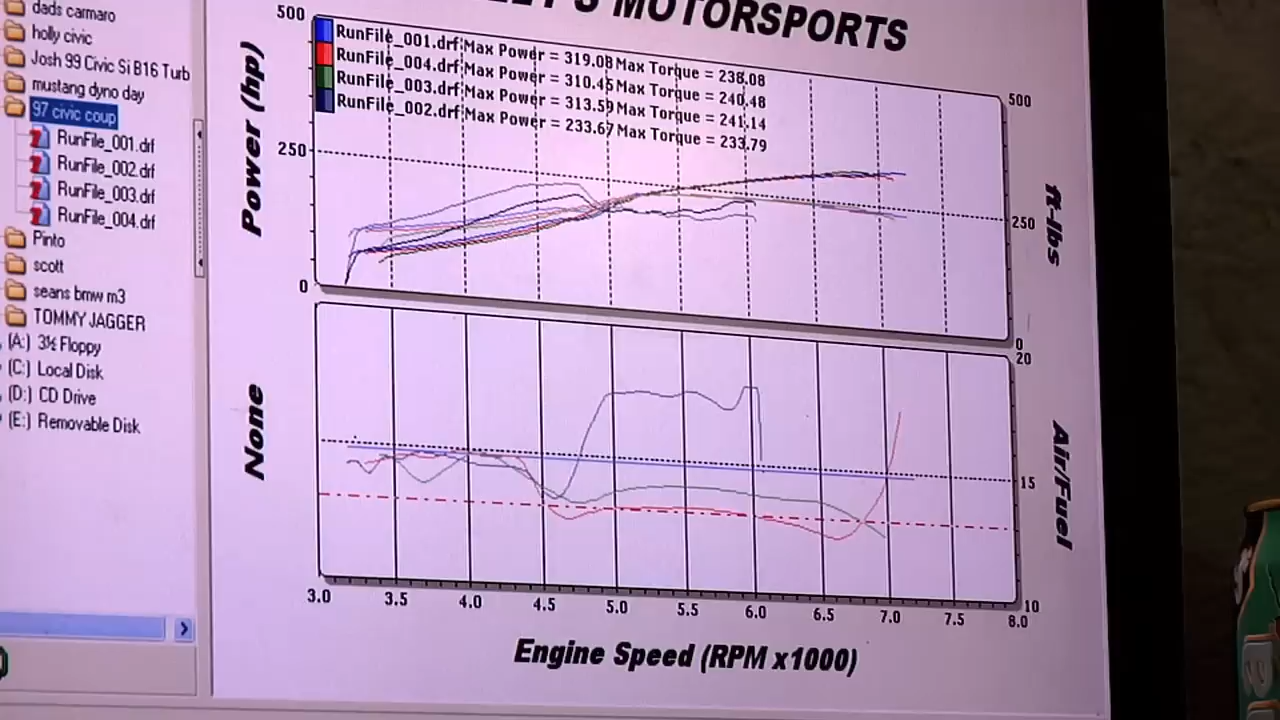 MOTORSPORTS
dads carmaro
holly civic
Josh 99 Civic Si B16 Turb
mustang dyno day
97 civic coup
RunFile_001.drf
RunFile_002.drf
RunFile_003.drf
RunFile_004.drf
Pinto
scott
seans bmw m3
TOMMY JAGGER
(A:) 3½ Floppy
(C:) Local Disk
(D:) CD Drive
(E:) Removable Disk
500
RunFile_001.drf Max Power = 319.08 Max Torque = 238.08
RunFile_004.drf Max Power = 310.45 Max Torque = 240.48
RunFile_003.drf Max Power = 313.59 Max Torque = 241.14
RunFile_002.drf Max Power = 233.67 Max Torque = 233.79
Power (hp)
250
0
500
250
0
ft-lbs
None
20
15
10
Air/Fuel
3.0 3.5 4.0 4.5 5.0 5.5 6.0 6.5 7.0 7.5 8.0
Engine Speed (RPM x1000)